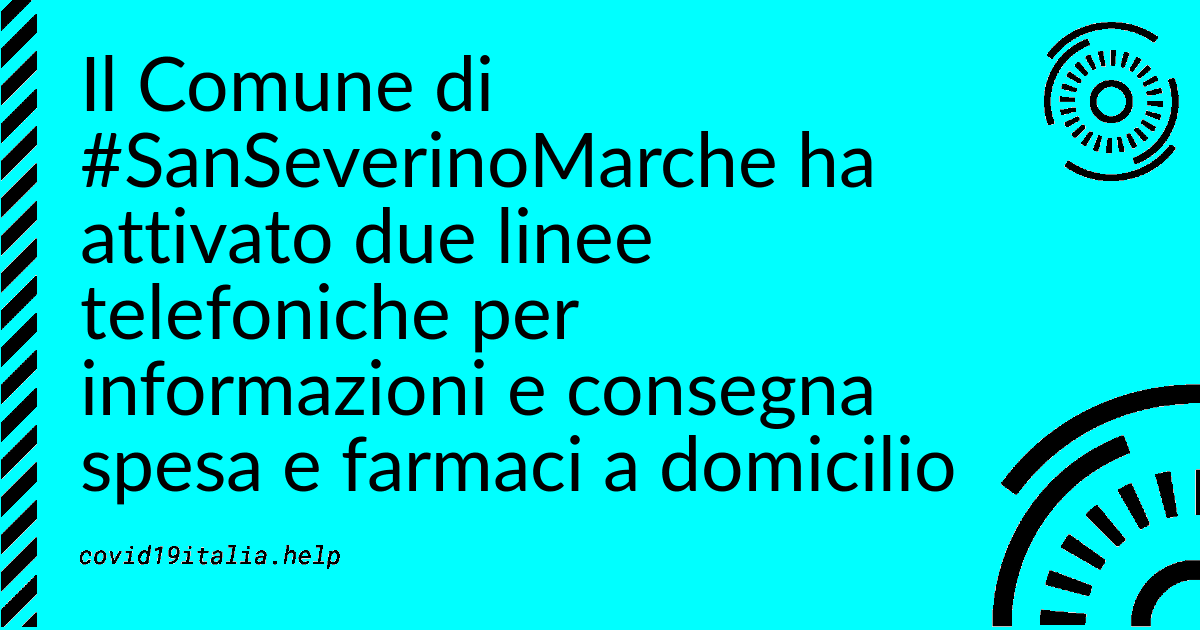 Il Comune di
#SanSeverinoMarche ha
attivato due linee
telefoniche per
informazioni e consegna
spesa e farmaci a domicilio
covid19italia.help